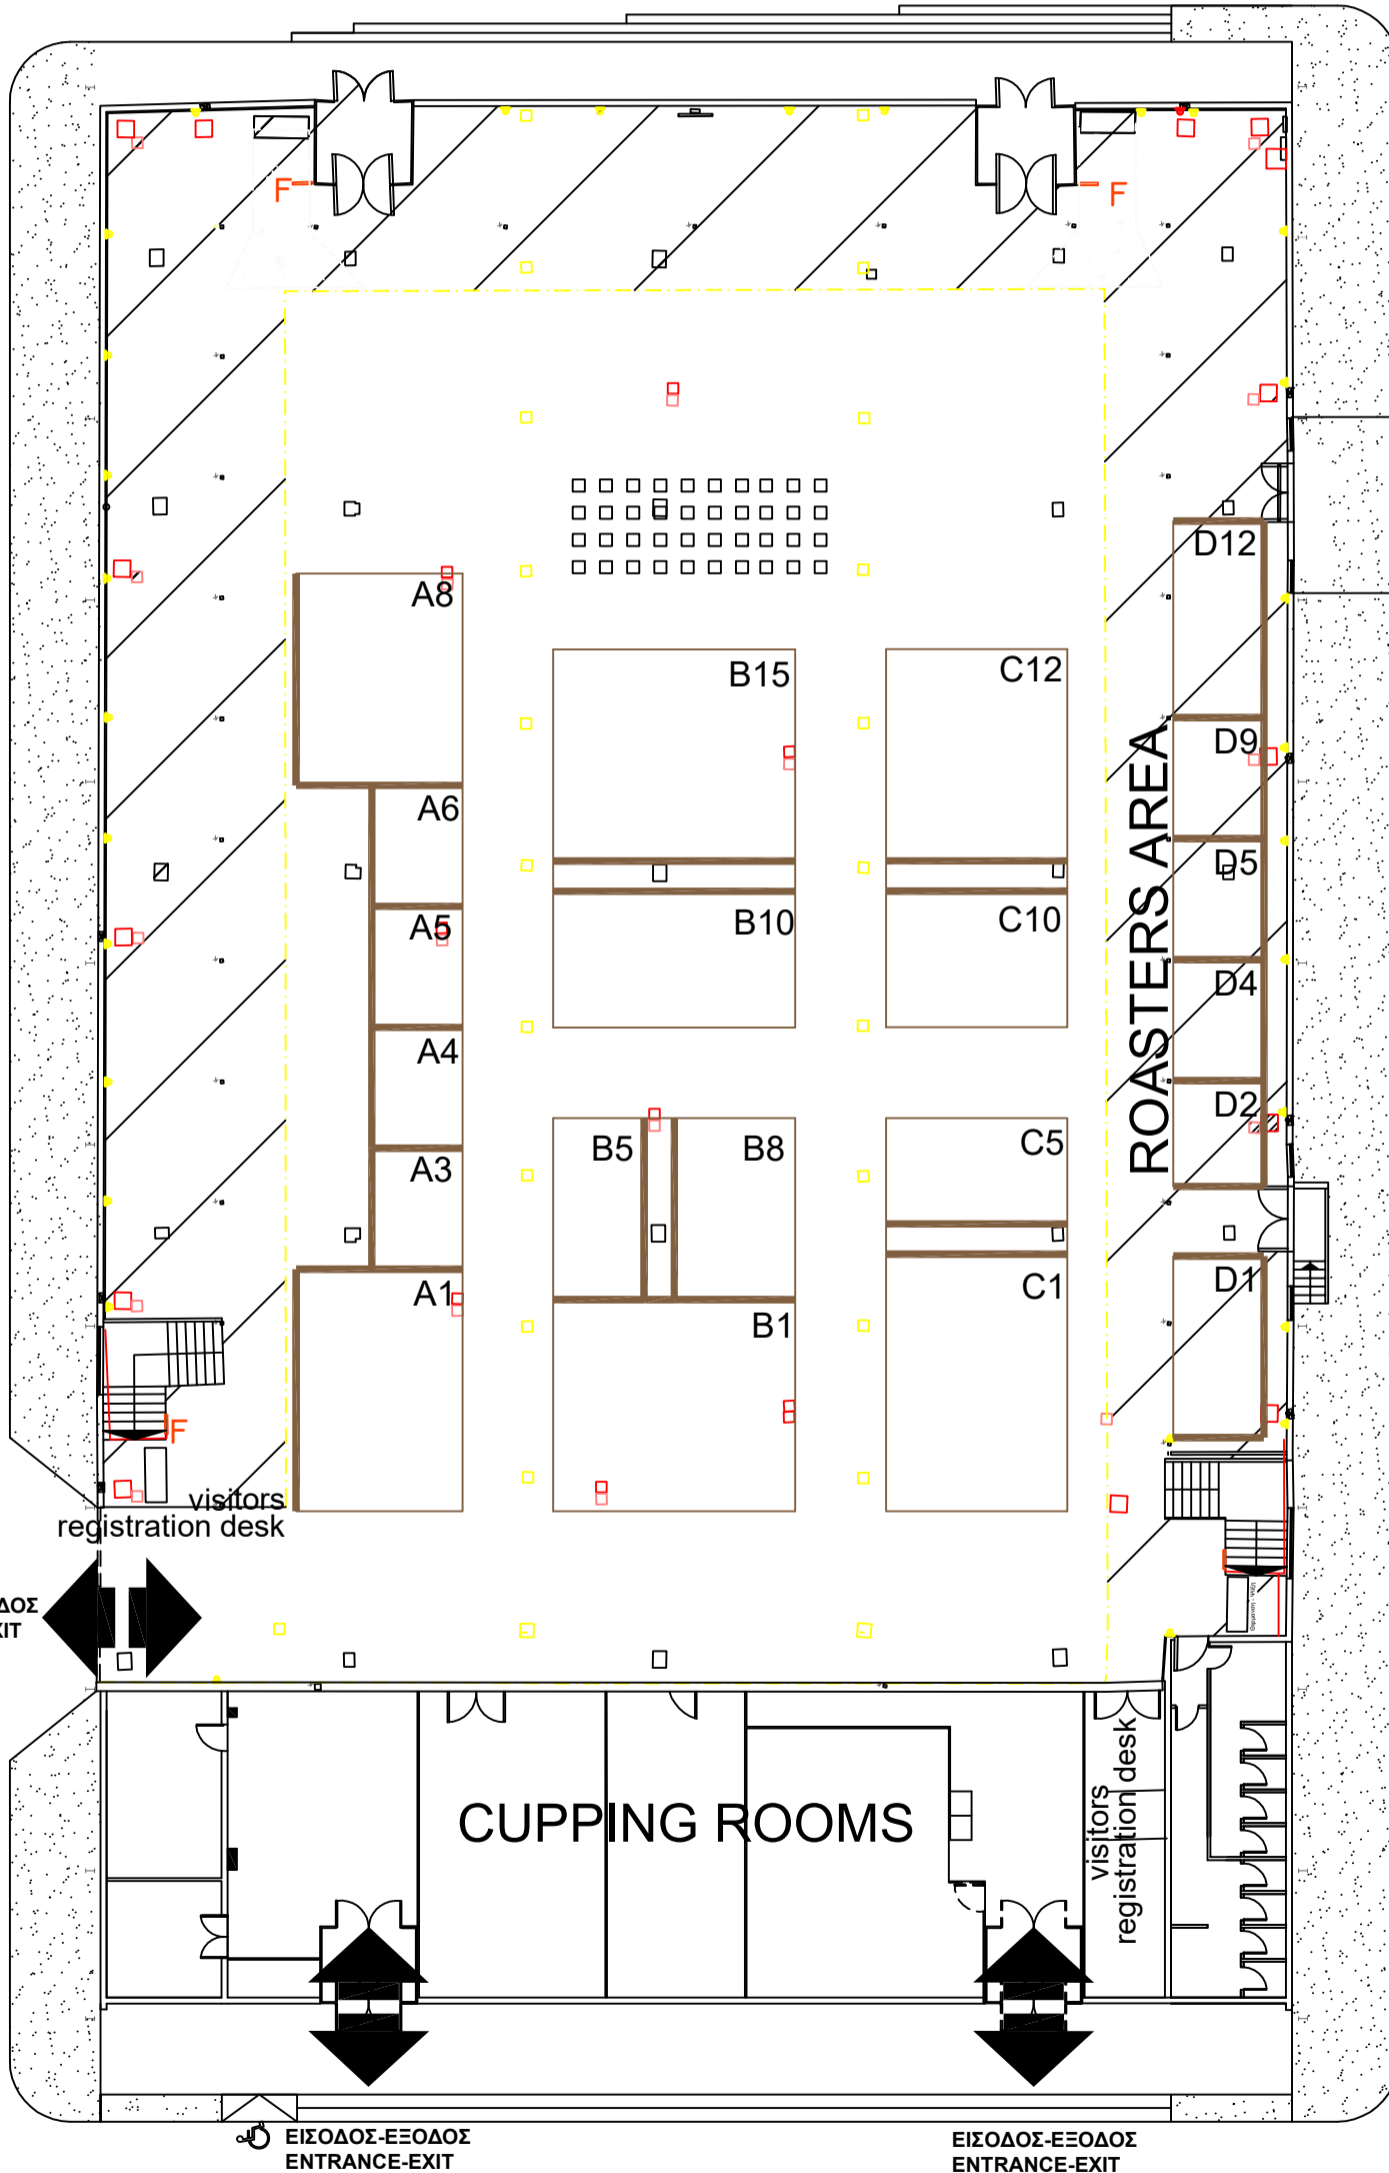 F
F
D12
A8
B15
C12
D9
A6
D5
A5
B10
C10
D4
A4
D2
B5
B8
C5
A3
ROASTERS AREA
A1
B1
C1
D1
F
visitors
registration desk
ΔΟΣ
XIT
CUPPING ROOMS
visitors
registration desk
ΕΙΣΟΔΟΣ-ΕΞΟΔΟΣ
ENTRANCE-EXIT
ΕΙΣΟΔΟΣ-ΕΞΟΔΟΣ
ENTRANCE-EXIT